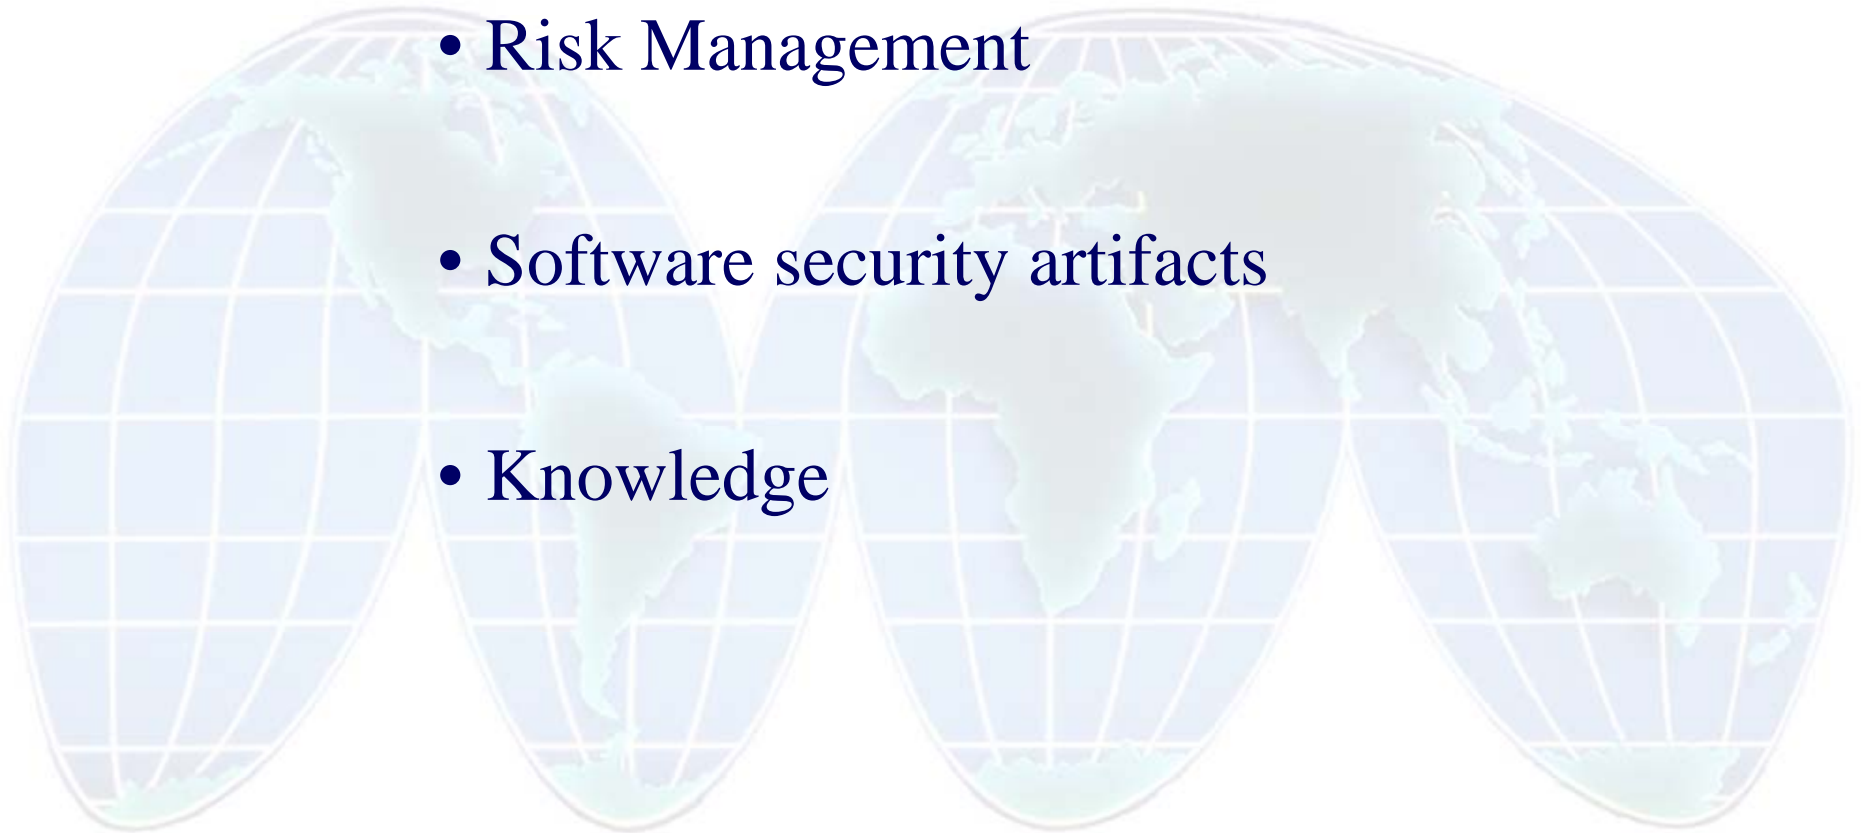 • Risk Management
• Software security artifacts
• Knowledge